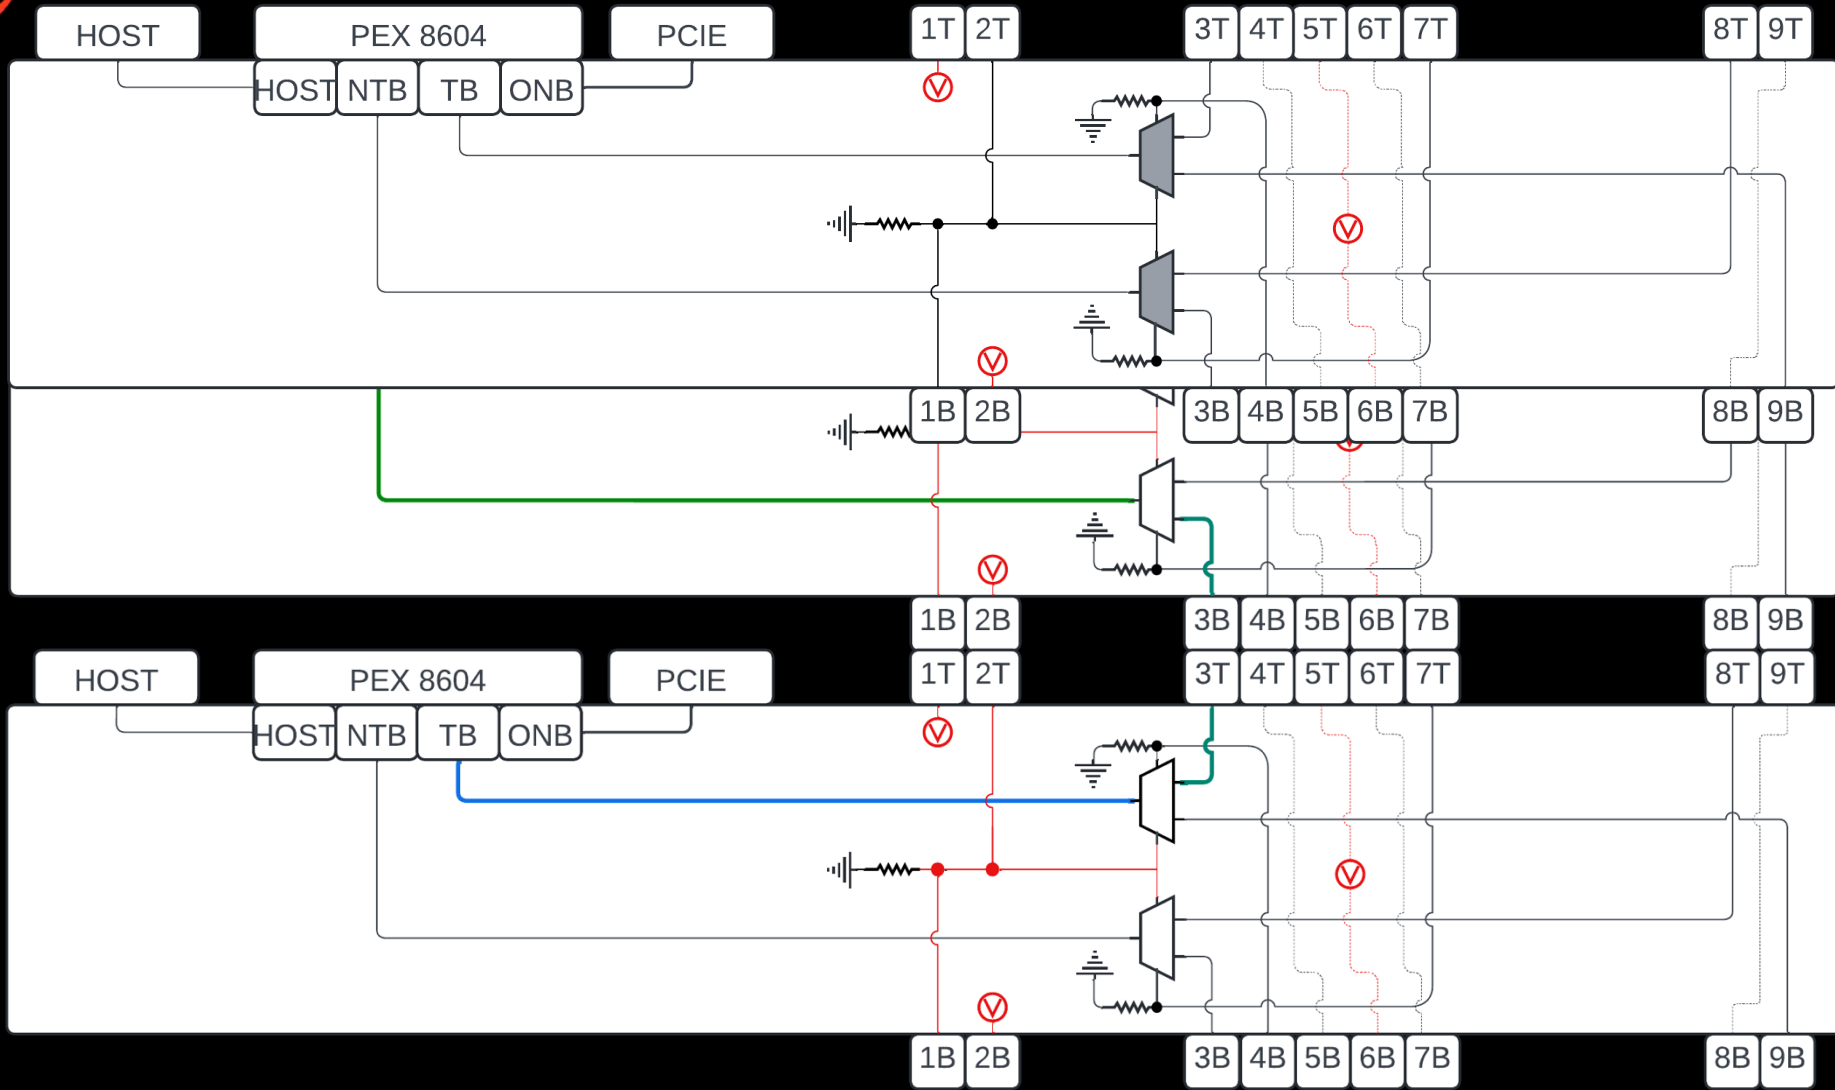 HOST PEX 8604 PCIE 1T 2T 3T 4T 5T 6T 7T 8T 9T
HOST NTB TB ONB
1B 2B 3B 4B 5B 6B 7B 8B 9B
1B 2B 3B 4B 5B 6B 7B 8B 9B
HOST PEX 8604 PCIE 1T 2T 3T 4T 5T 6T 7T 8T 9T
HOST NTB TB ONB
1B 2B 3B 4B 5B 6B 7B 8B 9B